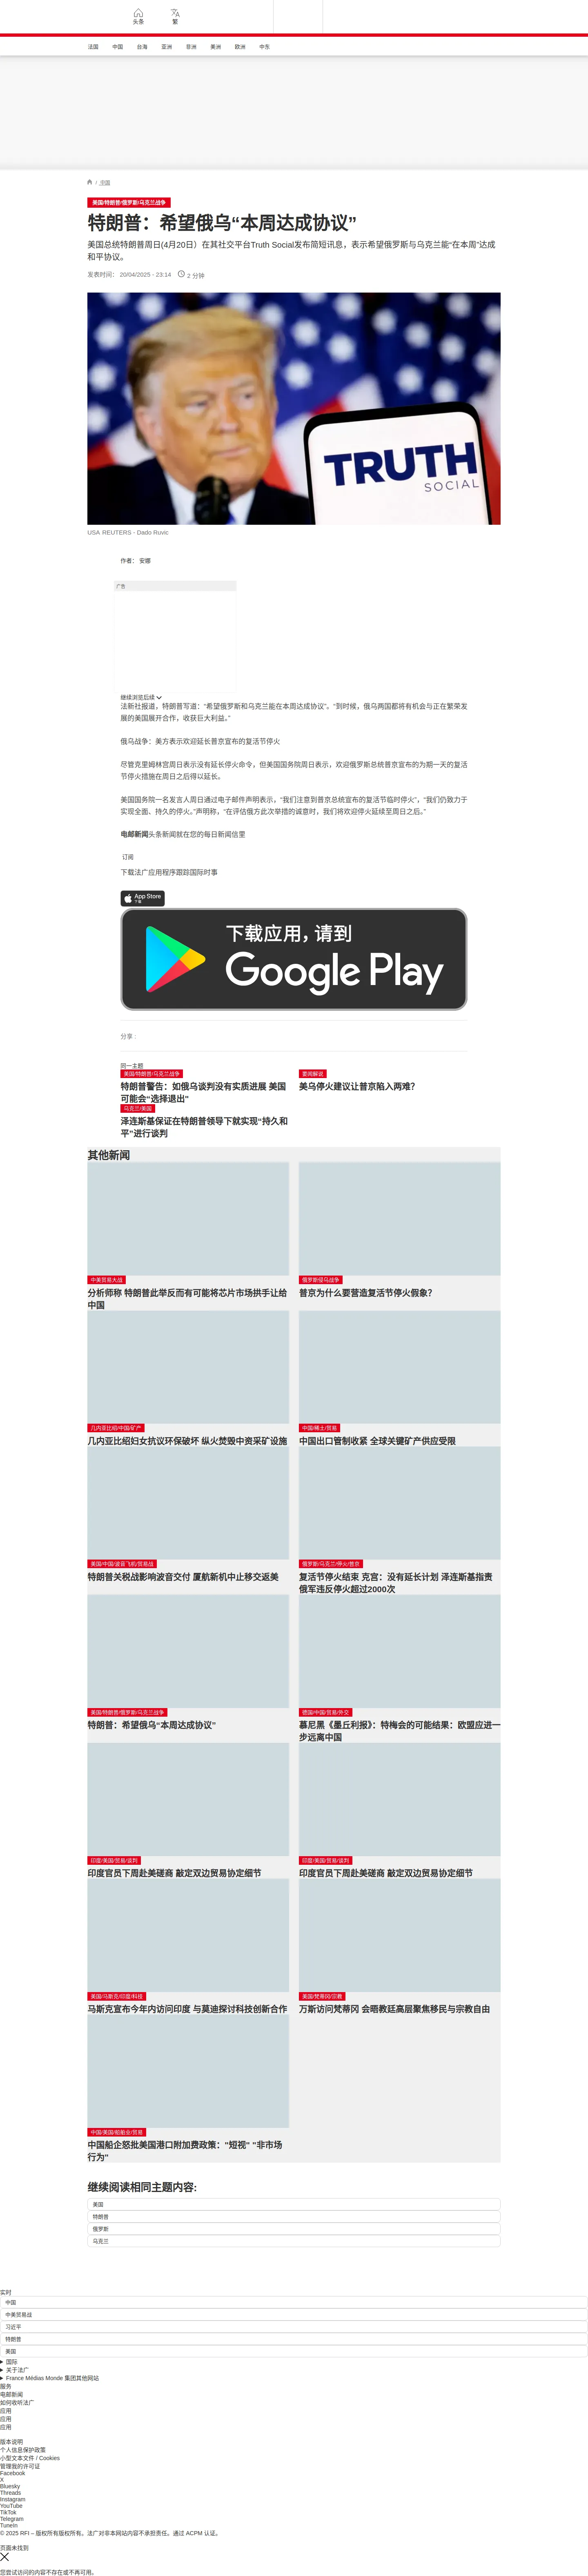 头条
繁
法国
中国
台海
亚洲
非洲
美洲
欧洲
中东
/ 中国
美国/特朗普/俄罗斯/乌克兰战争
特朗普：希望俄乌“本周达成协议”
美国总统特朗普周日(4月20日）在其社交平台Truth Social发布简短讯息，表示希望俄罗斯与乌克兰能“在本周”达成
和平协议。
发表时间： 20/04/2025 - 23:14
2 分钟
TRUTH
SOCIAL
USA REUTERS - Dado Ruvic
作者： 安娜
广告
继续浏览后续
法新社报道，特朗普写道：“希望俄罗斯和乌克兰能在本周达成协议”。“到时候，俄乌两国都将有机会与正在繁荣发
展的美国展开合作，收获巨大利益。”
俄乌战争：美方表示欢迎延长普京宣布的复活节停火
尽管克里姆林宫周日表示没有延长停火命令，但美国国务院周日表示，欢迎俄罗斯总统普京宣布的为期一天的复活
节停火措施在周日之后得以延长。
美国国务院一名发言人周日通过电子邮件声明表示，“我们注意到普京总统宣布的复活节临时停火”，“我们仍致力于
实现全面、持久的停火。”声明称，“在评估俄方此次举措的诚意时，我们将欢迎停火延续至周日之后。”
电邮新闻头条新闻就在您的每日新闻信里
订阅
下载法广应用程序跟踪国际时事
App Store
下载
下载应用，请到
Google Play
分享 :
同一主题
美国/特朗普/乌克兰战争
特朗普警告：如俄乌谈判没有实质进展 美国
可能会“选择退出”
要闻解说
美乌停火建议让普京陷入两难？
乌克兰/美国
泽连斯基保证在特朗普领导下就实现“持久和
平”进行谈判
其他新闻
中美贸易大战
分析师称 特朗普此举反而有可能将芯片市场拱手让给
中国
俄罗斯侵乌战争
普京为什么要营造复活节停火假象？
几内亚比绍/中国/矿产
几内亚比绍妇女抗议环保破坏 纵火焚毁中资采矿设施
中国/稀土/贸易
中国出口管制收紧 全球关键矿产供应受限
美国/中国/波音飞机/贸易战
特朗普关税战影响波音交付 厦航新机中止移交返美
俄罗斯/乌克兰/停火/普京
复活节停火结束 克宫：没有延长计划 泽连斯基指责
俄军违反停火超过2000次
美国/特朗普/俄罗斯/乌克兰战争
特朗普：希望俄乌“本周达成协议”
德国/中国/贸易/外交
慕尼黑《墨丘利报》：特梅会的可能结果：欧盟应进一
步远离中国
印度/美国/贸易/谈判
印度官员下周赴美磋商 敲定双边贸易协定细节
印度/美国/贸易/谈判
印度官员下周赴美磋商 敲定双边贸易协定细节
美国/马斯克/印度/科技
马斯克宣布今年内访问印度 与莫迪探讨科技创新合作
美国/梵蒂冈/宗教
万斯访问梵蒂冈 会晤教廷高层聚焦移民与宗教自由
中国/美国/船舶业/贸易
中国船企怒批美国港口附加费政策：“短视” “非市场
行为”
继续阅读相同主题内容:
美国
特朗普
俄罗斯
乌克兰
实时
中国
中美贸易战
习近平
特朗普
美国
国际
关于法广
France Médias Monde 集团其他网站
服务
电邮新闻
如何收听法广
应用
应用
应用
版本说明
个人信息保护政策
小型文本文件 / Cookies
管理我的许可证
Facebook
X
Bluesky
Threads
Instagram
YouTube
TikTok
Telegram
TuneIn
© 2025 RFI – 版权所有版权所有。法广对非本网站内容不承担责任。通过 ACPM 认证。
页面未找到
您尝试访问的内容不存在或不再可用。